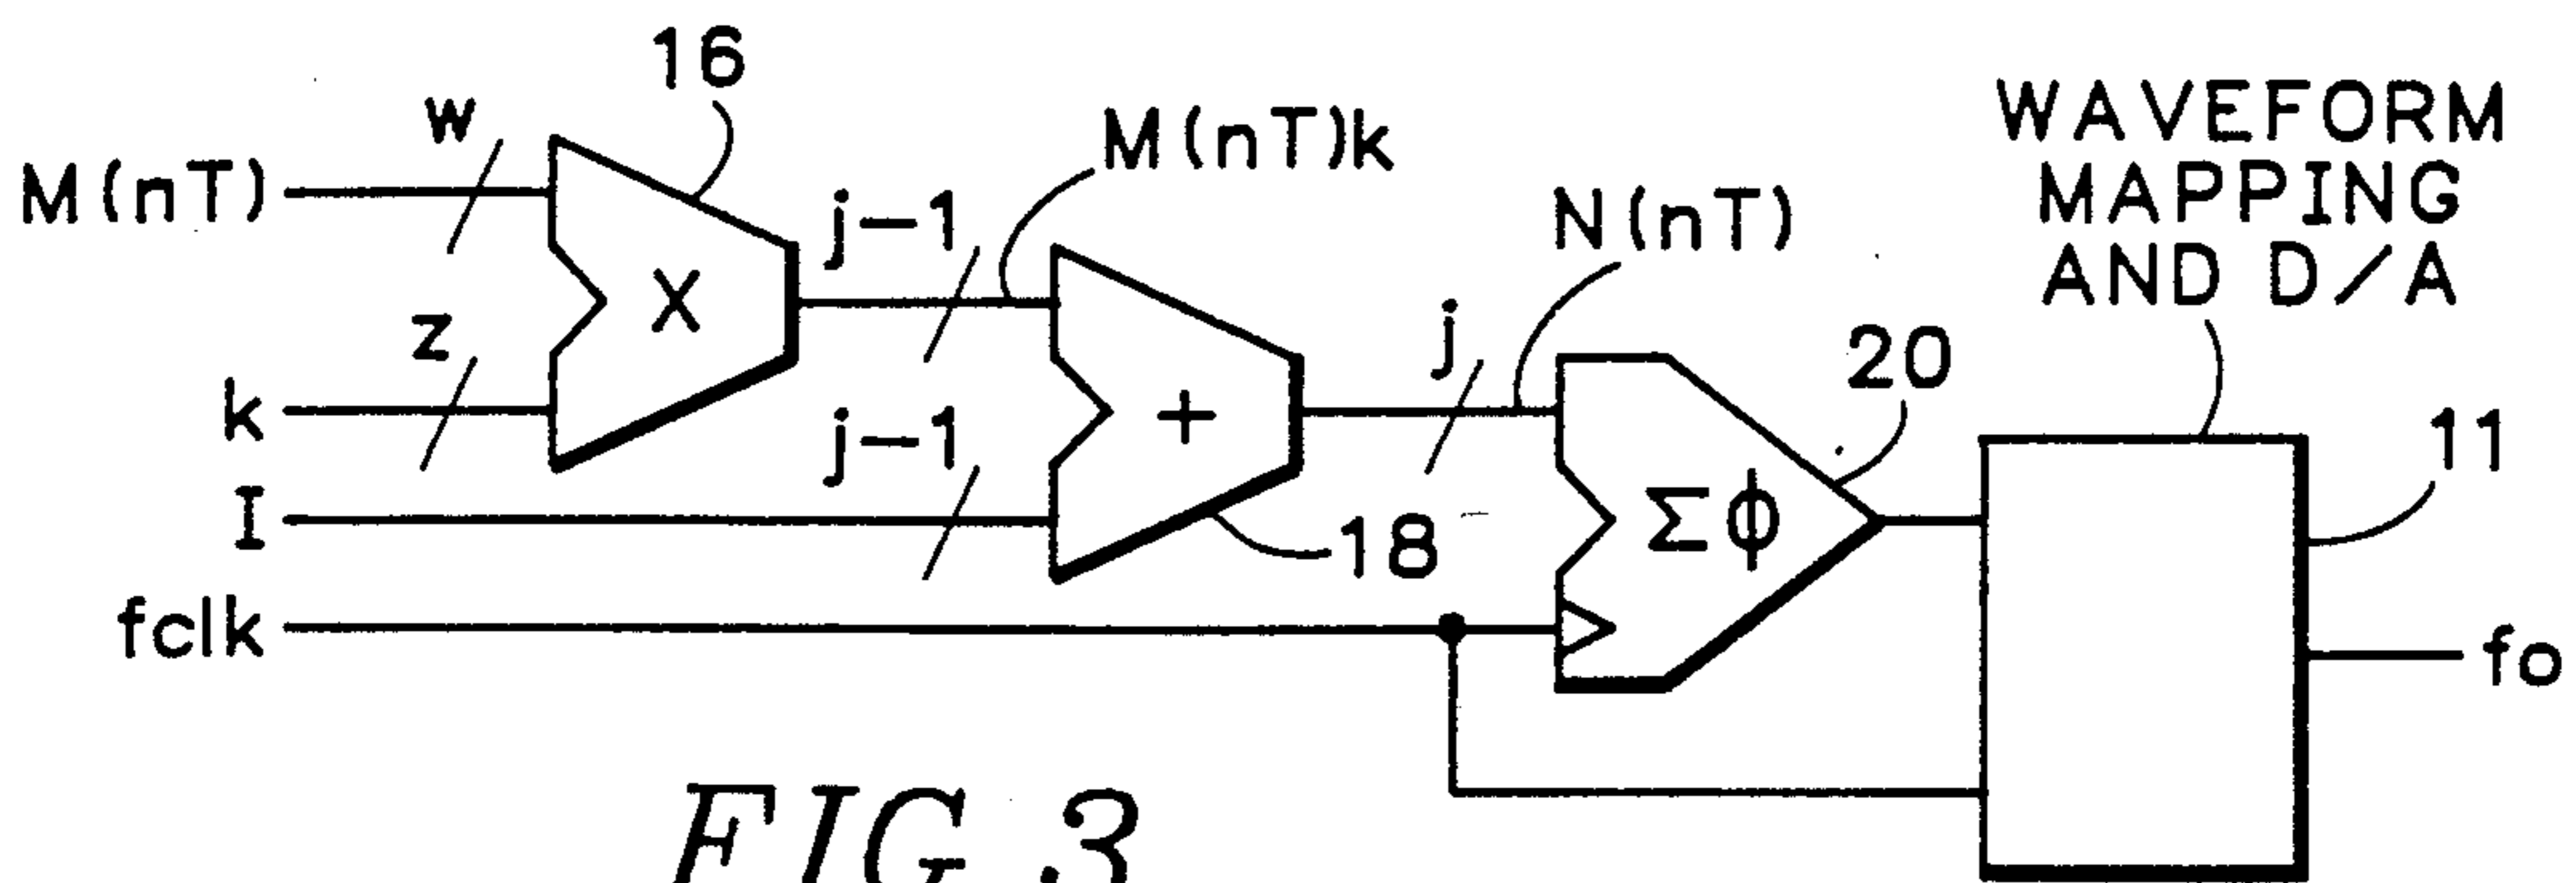 16
w
M(nT)
X
z
k
j-1
M(nT)k
+
j-1
I
18
fclk
N(nT)
j
ΣΦ
20
WAVEFORM
MAPPING
AND D/A
11
fo
FIG. 3